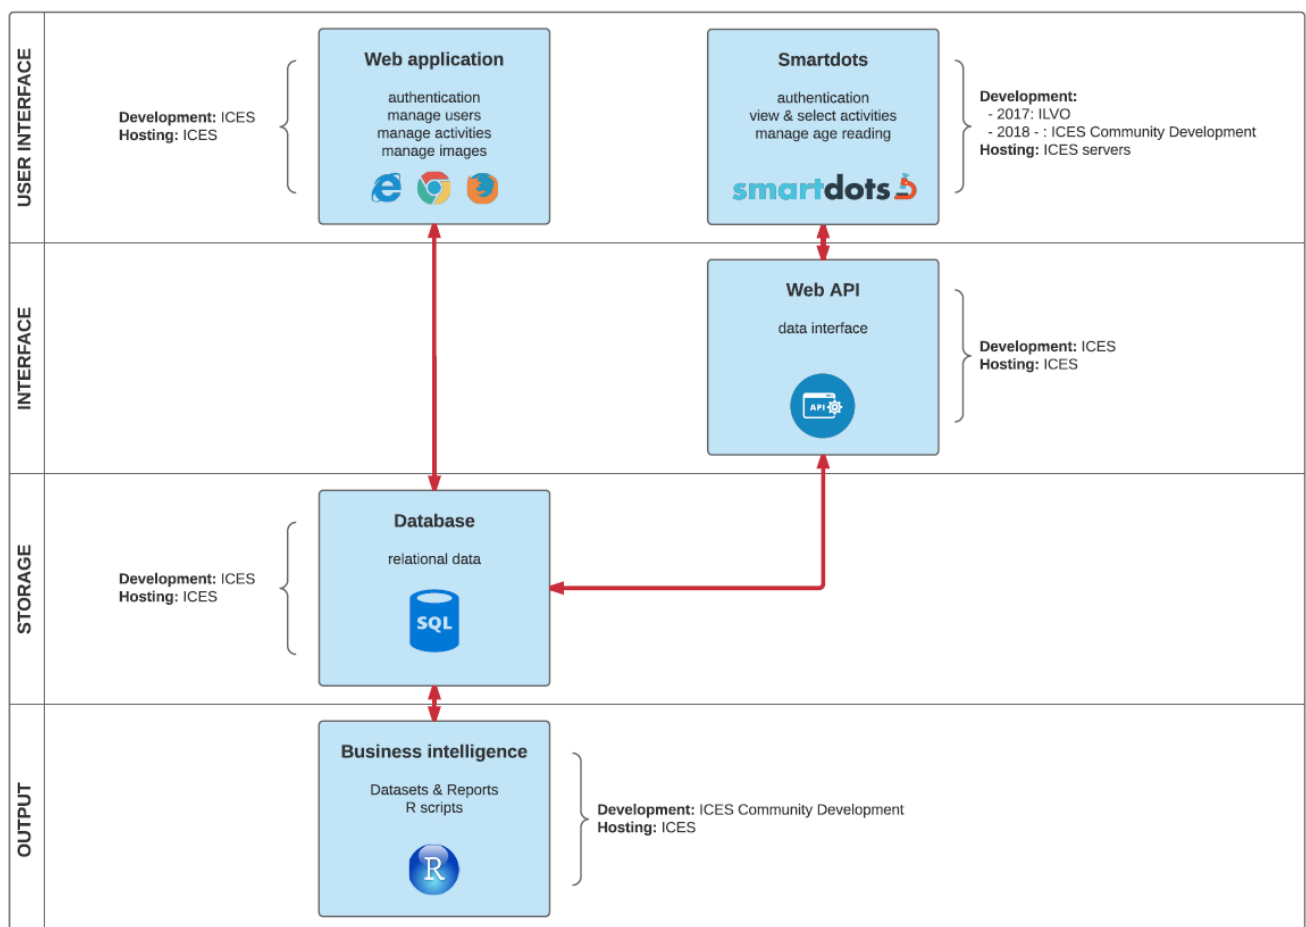 USER INTERFACE
Web application
authentication
manage users
manage activities
manage images
Development: ICES
Hosting: ICES
Smartdots
authentication
view & select activities
manage age reading
smartdots
Development:
- 2017: ILVO
- 2018 - : ICES Community Development
Hosting: ICES servers
INTERFACE
Web API
data interface
API
Development: ICES
Hosting: ICES
STORAGE
Database
relational data
SQL
Development: ICES
Hosting: ICES
OUTPUT
Business intelligence
Datasets & Reports
R scripts
R
Development: ICES Community Development
Hosting: ICES